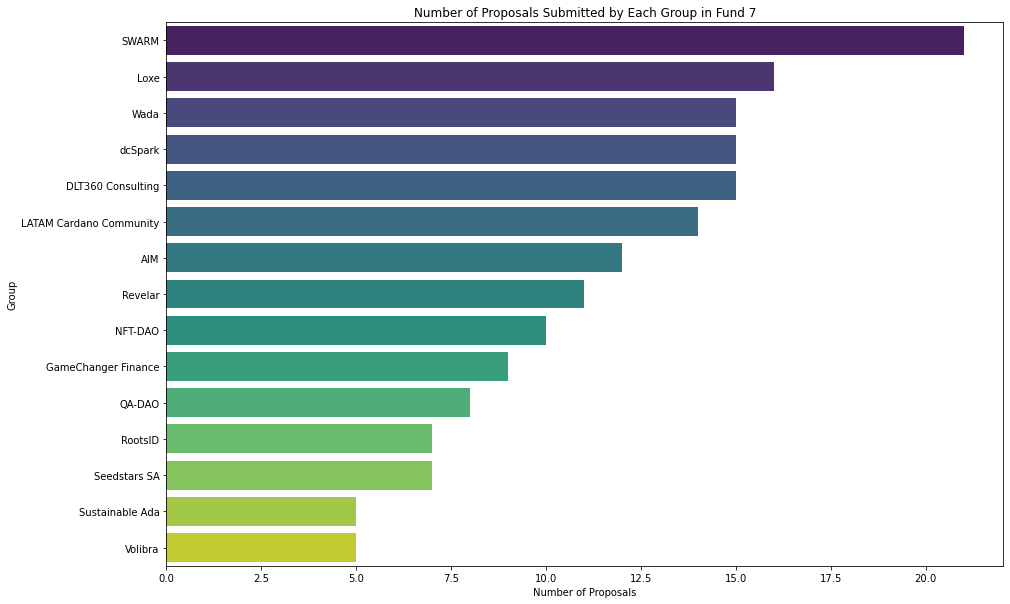 Number of Proposals Submitted by Each Group in Fund 7
SWARM
Loxe
Wada
dcSpark
DLT360 Consulting
LATAM Cardano Community
AIM
Revelar
NFT-DAO
GameChanger Finance
QA-DAO
RootsID
Seedstars SA
Sustainable Ada
Volibra
Group
0.0 2.5 5.0 7.5 10.0 12.5 15.0 17.5 20.0
Number of Proposals